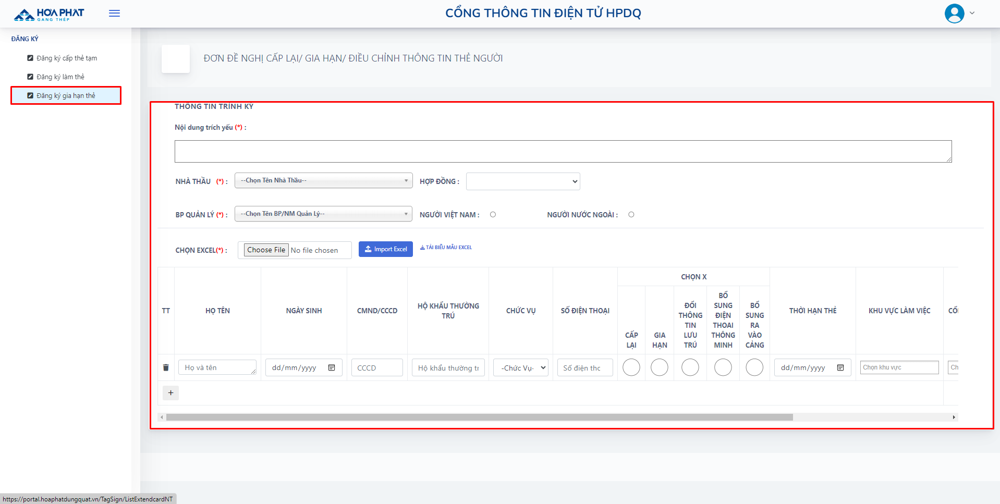 HOA PHAT
GANG THÉP
CỔNG THÔNG TIN ĐIỆN TỬ HPDQ
ĐĂNG KÝ
Đăng ký cấp thẻ tạm
Đăng ký làm thẻ
Đăng ký gia hạn thẻ
ĐƠN ĐỀ NGHỊ CẤP LẠI/ GIA HẠN/ ĐIỀU CHỈNH THÔNG TIN THẺ NGƯỜI
THÔNG TIN TRÌNH KÝ
Nội dung trích yếu (*) :
NHÀ THẦU (*) : --Chọn Tên Nhà Thầu-- HỢP ĐỒNG :
BP QUẢN LÝ (*) : --Chọn Tên BP/NM Quản Lý-- NGƯỜI VIỆT NAM : NGƯỜI NƯỚC NGOÀI :
CHỌN EXCEL(*) : Choose File No file chosen Import Excel TẢI BIỂU MẪU EXCEL
TT
HỌ TÊN
NGÀY SINH
CMND/CCCD
HỘ KHẨU THƯỜNG
TRÚ
CHỨC VỤ
SỐ ĐIỆN THOẠI
CHỌN X
CẤP
LẠI
GIA
HẠN
ĐỔI
THÔNG
TIN
LƯU
TRÚ
BỔ
SUNG
ĐIỆN
THOẠI
THÔNG
MINH
BỔ
SUNG
RA
VÀO
CẢNG
THỜI HẠN THẺ
KHU VỰC LÀM VIỆC
Họ và tên dd/mm/yyyy CCCD Hộ khẩu thường tr -Chức Vụ- Số điện thc dd/mm/yyyy Chọn khu vực Ch
+
https://portal.hoaphatdungquat.vn/TagSign/ListExtendcardNT